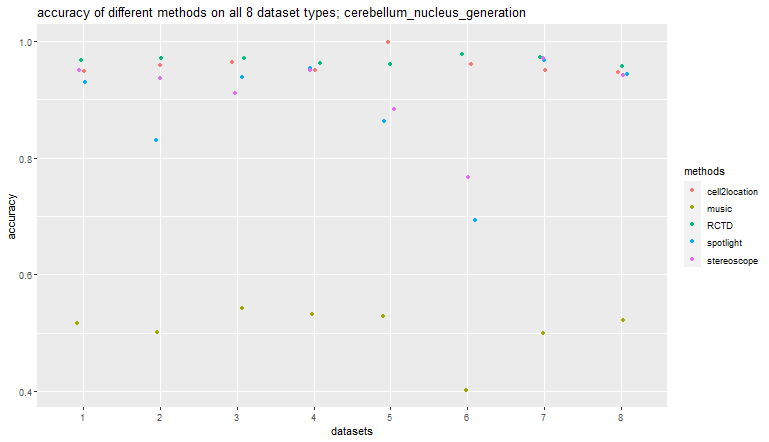 accuracy of different methods on all 8 dataset types; cerebellum_nucleus_generation
1.0
0.8
0.6
0.4
accuracy
1 2 3 4 5 6 7 8
datasets
methods
cell2location
music
RCTD
spotlight
stereoscope